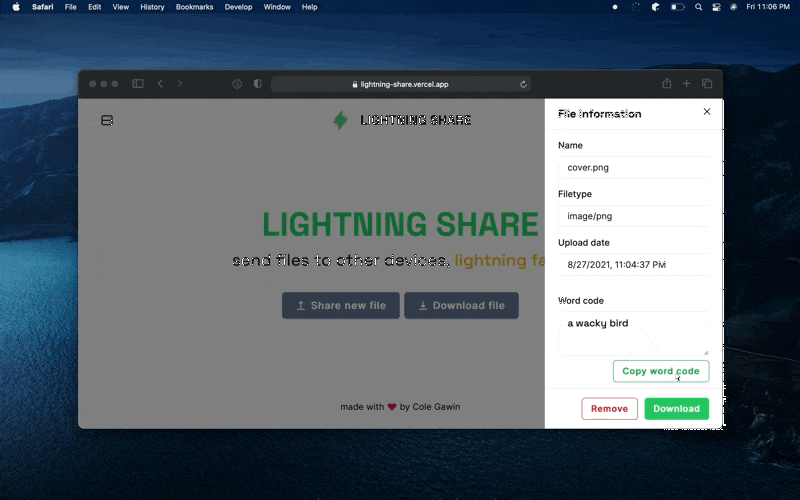 Safari File Edit View History Bookmarks Develop Window Help Fri 11:06 PM
lightning-share.vercel.app
LIGHTNING SHARE
LIGHTNING SHARE
send files to other devices, lightning fa
Share new file Download file
made with ❤ by Cole Gawin
File information
Name
cover.png
Filetype
image/png
Upload date
8/27/2021, 11:04:37 PM
Word code
a wacky bird
Copy word code
Remove Download